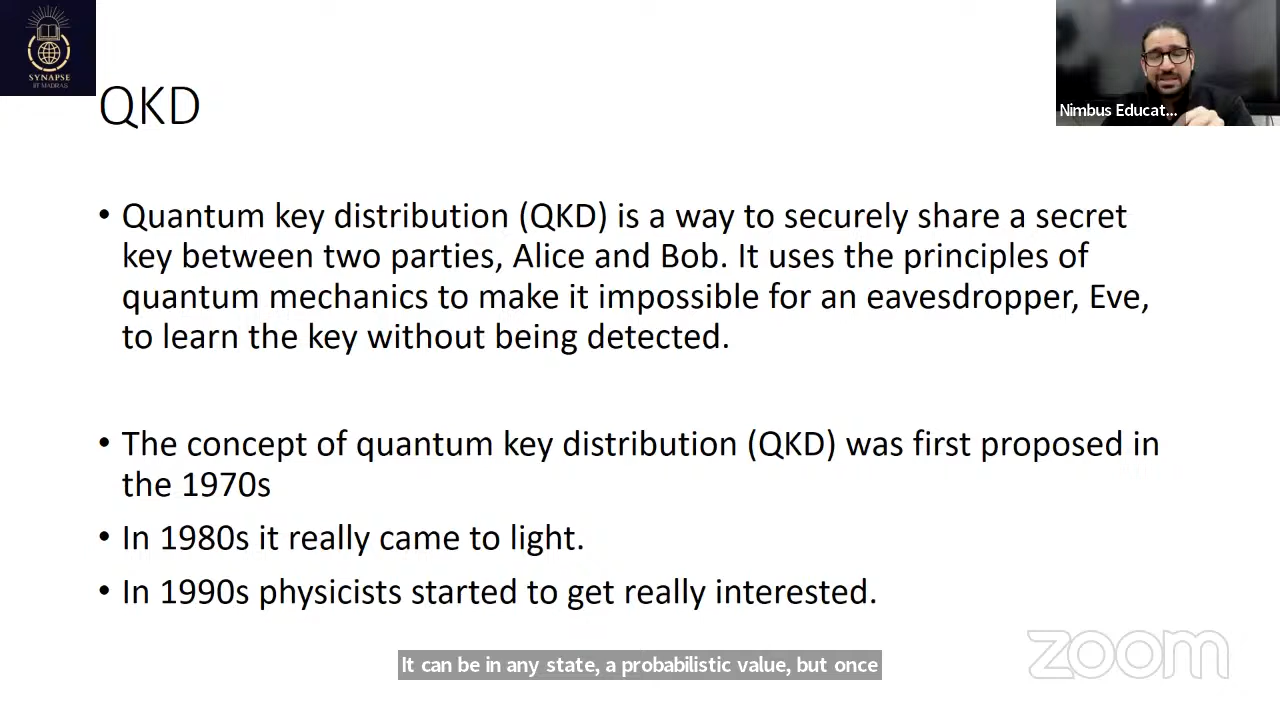 SYNAPSE
IIT MADRAS
Nimbus Educat...
QKD
• Quantum key distribution (QKD) is a way to securely share a secret
key between two parties, Alice and Bob. It uses the principles of
quantum mechanics to make it impossible for an eavesdropper, Eve,
to learn the key without being detected.
• The concept of quantum key distribution (QKD) was first proposed in
the 1970s
• In 1980s it really came to light.
• In 1990s physicists started to get really interested.
It can be in any state, a probabilistic value, but once
zoom